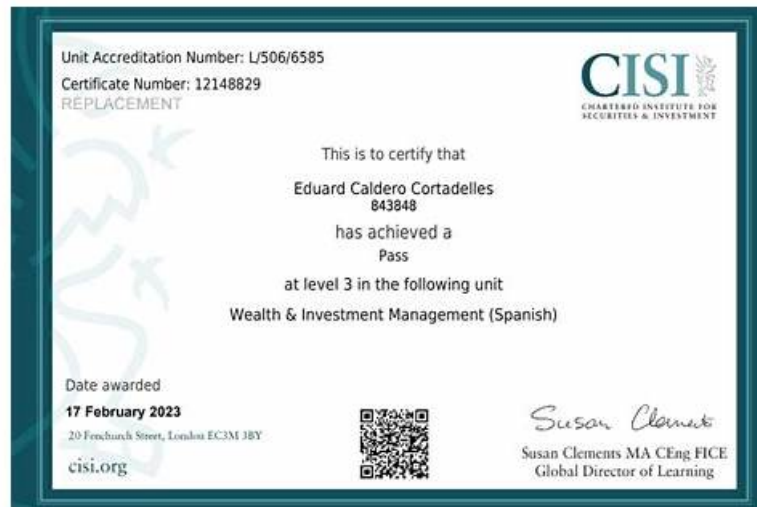 Unit Accreditation Number: L/506/6585
Certificate Number: 12148829
REPLACEMENT
CISI
CHARTERED INSTITUTE FOR
SECURITIES & INVESTMENT
This is to certify that
Eduard Caldero Cortadelles
843848
has achieved a
Pass
at level 3 in the following unit
Wealth & Investment Management (Spanish)
Date awarded
17 February 2023
20 Fenchurch Street, London EC3M 3BY
cisi.org
Susan Clements
Susan Clements MA CEng FICE
Global Director of Learning